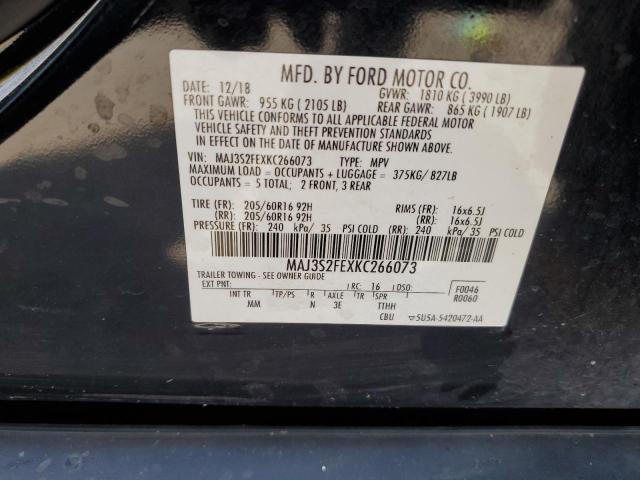 MFD. BY FORD MOTOR CO.
DATE: 12/18 GVWR: 1810 KG ( 3990 LB)
FRONT GAWR: 955 KG ( 2105 LB) REAR GAWR: 865 KG ( 1907 LB)
THIS VEHICLE CONFORMS TO ALL APPLICABLE FEDERAL MOTOR
VEHICLE SAFETY AND THEFT PREVENTION STANDARDS
IN EFFECT ON THE DATE OF MANUFACTURE SHOWN ABOVE.
VIN: MAJ3S2FEXKC266073 TYPE: MPV
MAXIMUM LOAD = OCCUPANTS + LUGGAGE = 375KG/ 827LB
OCCUPANTS = 5 TOTAL; 2 FRONT, 3 REAR
TIRE (FR): 205/60R16 92H RIMS (FR): 16x6.5J
(RR): 205/60R16 92H (RR): 16x6.5J
PRESSURE (FR): 240 kPa/ 35 PSI COLD (RR): 240 kPa/ 35 PSI COLD
MAJ3S2FEXKC266073
TRAILER TOWING - SEE OWNER GUIDE
EXT PNT: RC: 16 DSO: F0046
R0060
INT TR TP/PS R AXLE TR SPR
MM N 3E TTHH
CBU 5U5A-5420472-AA